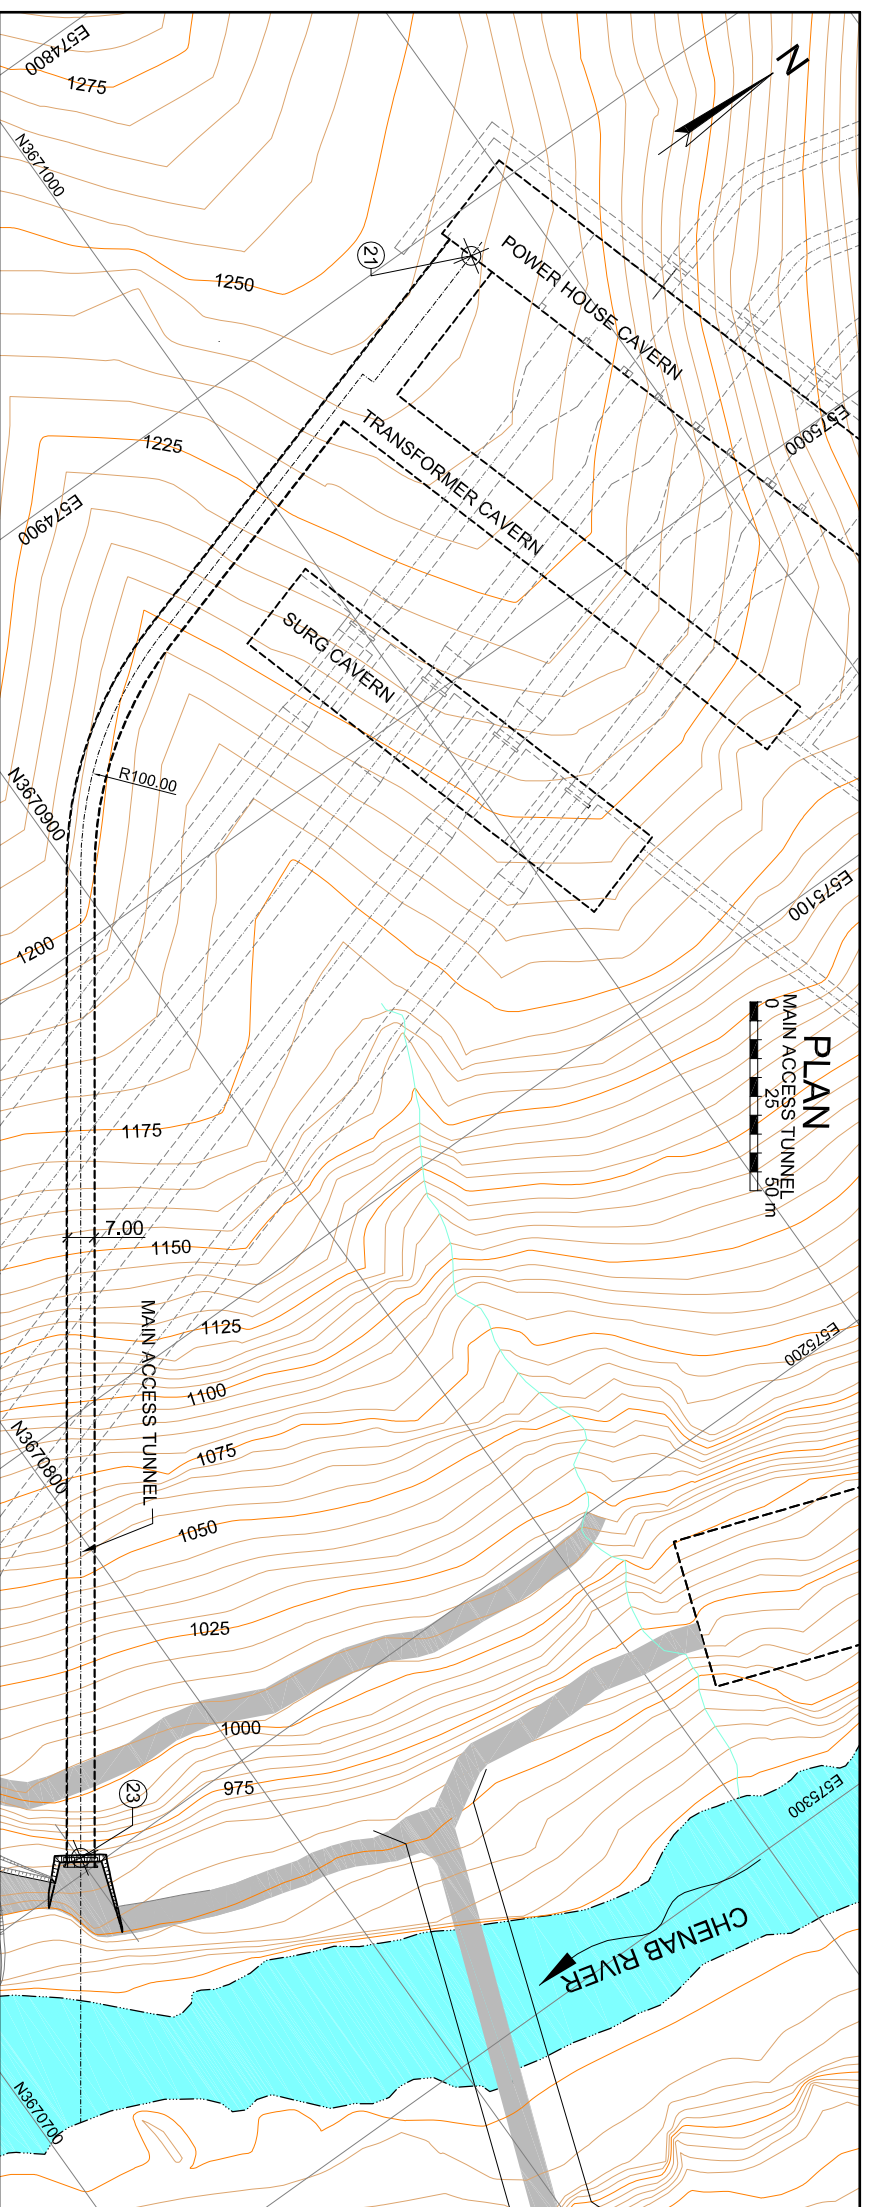 E574800
1275
N
N3671000
POWER HOUSE CAVERN
21
1250
E575000
TRANSFORMER CAVERN
1225
E574900
SURG CAVERN
R100.00
N3670900
E575100
1200
PLAN
MAIN ACCESS TUNNEL
0 25 50 m
1175
7.00
1150
MAIN ACCESS TUNNEL
1125
E575200
1100
N3670800
1075
1050
1025
1000
975
23
E575300
CHENAB RIVER
N3670700